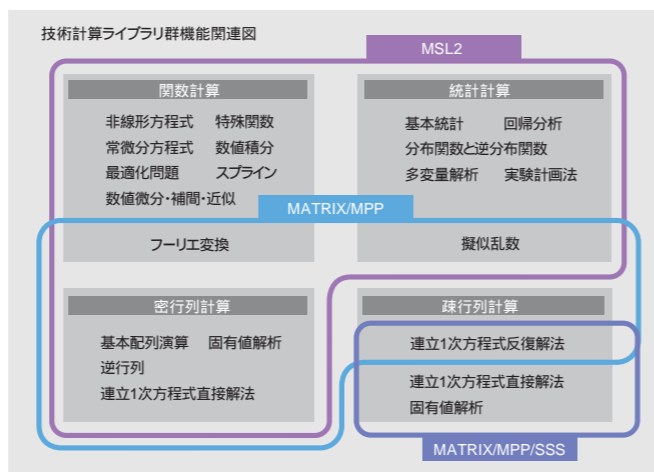 技術計算ライブラリ群機能関連図
MSL2
関数計算
非線形方程式 特殊関数
常微分方程式 数値積分
最適化問題 スプライン
数値微分・補間・近似
フーリエ変換
統計計算
基本統計 回帰分析
分布関数と逆分布関数
多変量解析 実験計画法
擬似乱数
MATRIX/MPP
密行列計算
基本配列演算 固有値解析
逆行列
連立1次方程式直接解法
疎行列計算
連立1次方程式反復解法
連立1次方程式直接解法
固有値解析
MATRIX/MPP/SSS